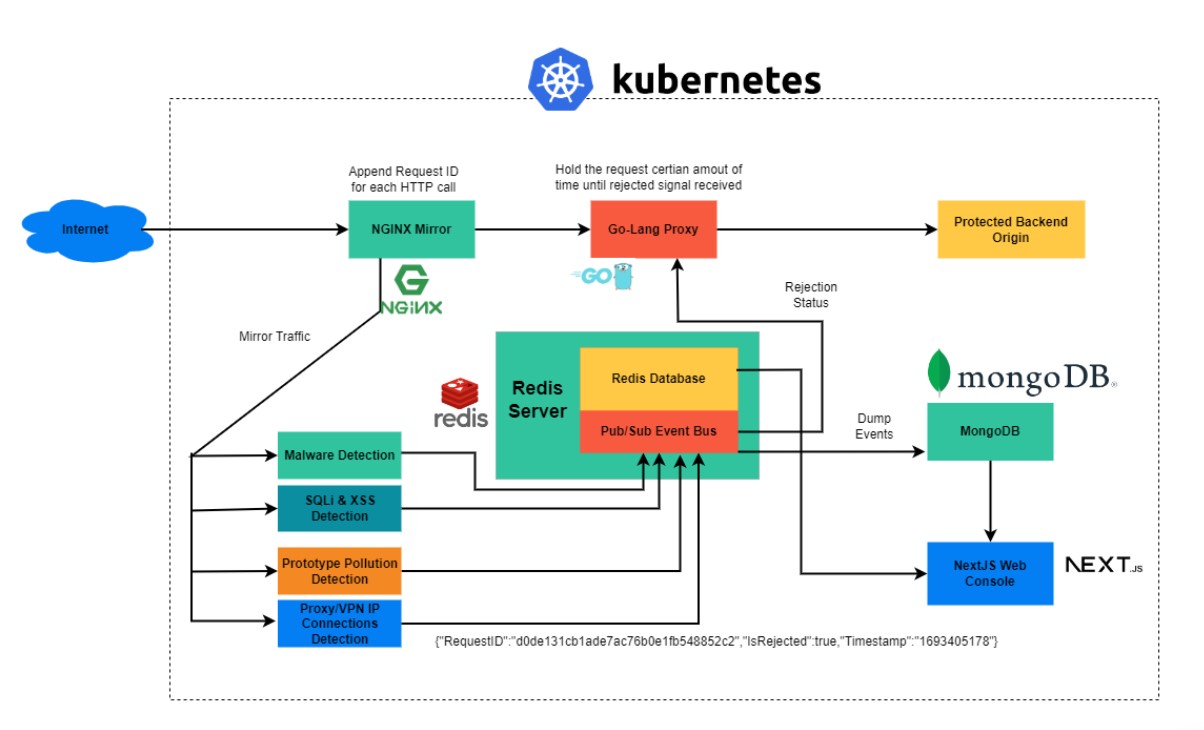 kubernetes
Append Request ID
for each HTTP call
Hold the request certian amout of
time until rejected signal received
Internet
NGINX Mirror
Go-Lang Proxy
Protected Backend
Origin
GO
NGINX
Rejection
Status
Mirror Traffic
Redis
Server
Redis Database
Pub/Sub Event Bus
redis
mongoDB®
Dump
Events
MongoDB
Malware Detection
SQLi & XSS
Detection
Prototype Pollution
Detection
Proxy/VPN IP
Connections
Detection
NextJS Web
Console
NEXT.JS
{"RequestID":"d0de131cb1ade7ac76b0e1fb548852c2","IsRejected":true,"Timestamp":"1693405178"}